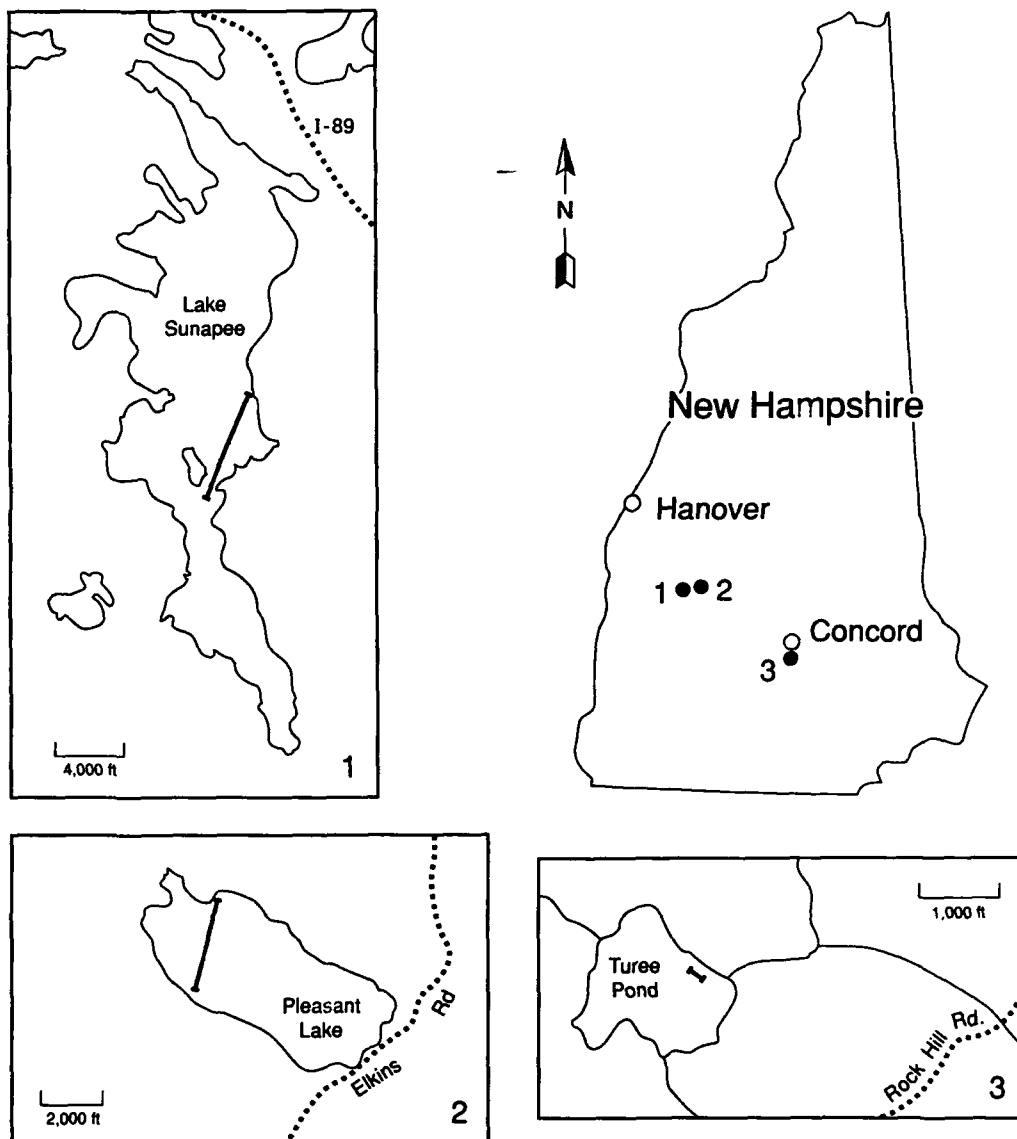 I-89
Lake
Sunapee
4,000 ft
1
N
New Hampshire
Hanover
1
2
Concord
3
Pleasant
Lake
Elkins
Rd
2,000 ft
2
1,000 ft
Turee
Pond
Rock Hill Rd.
3